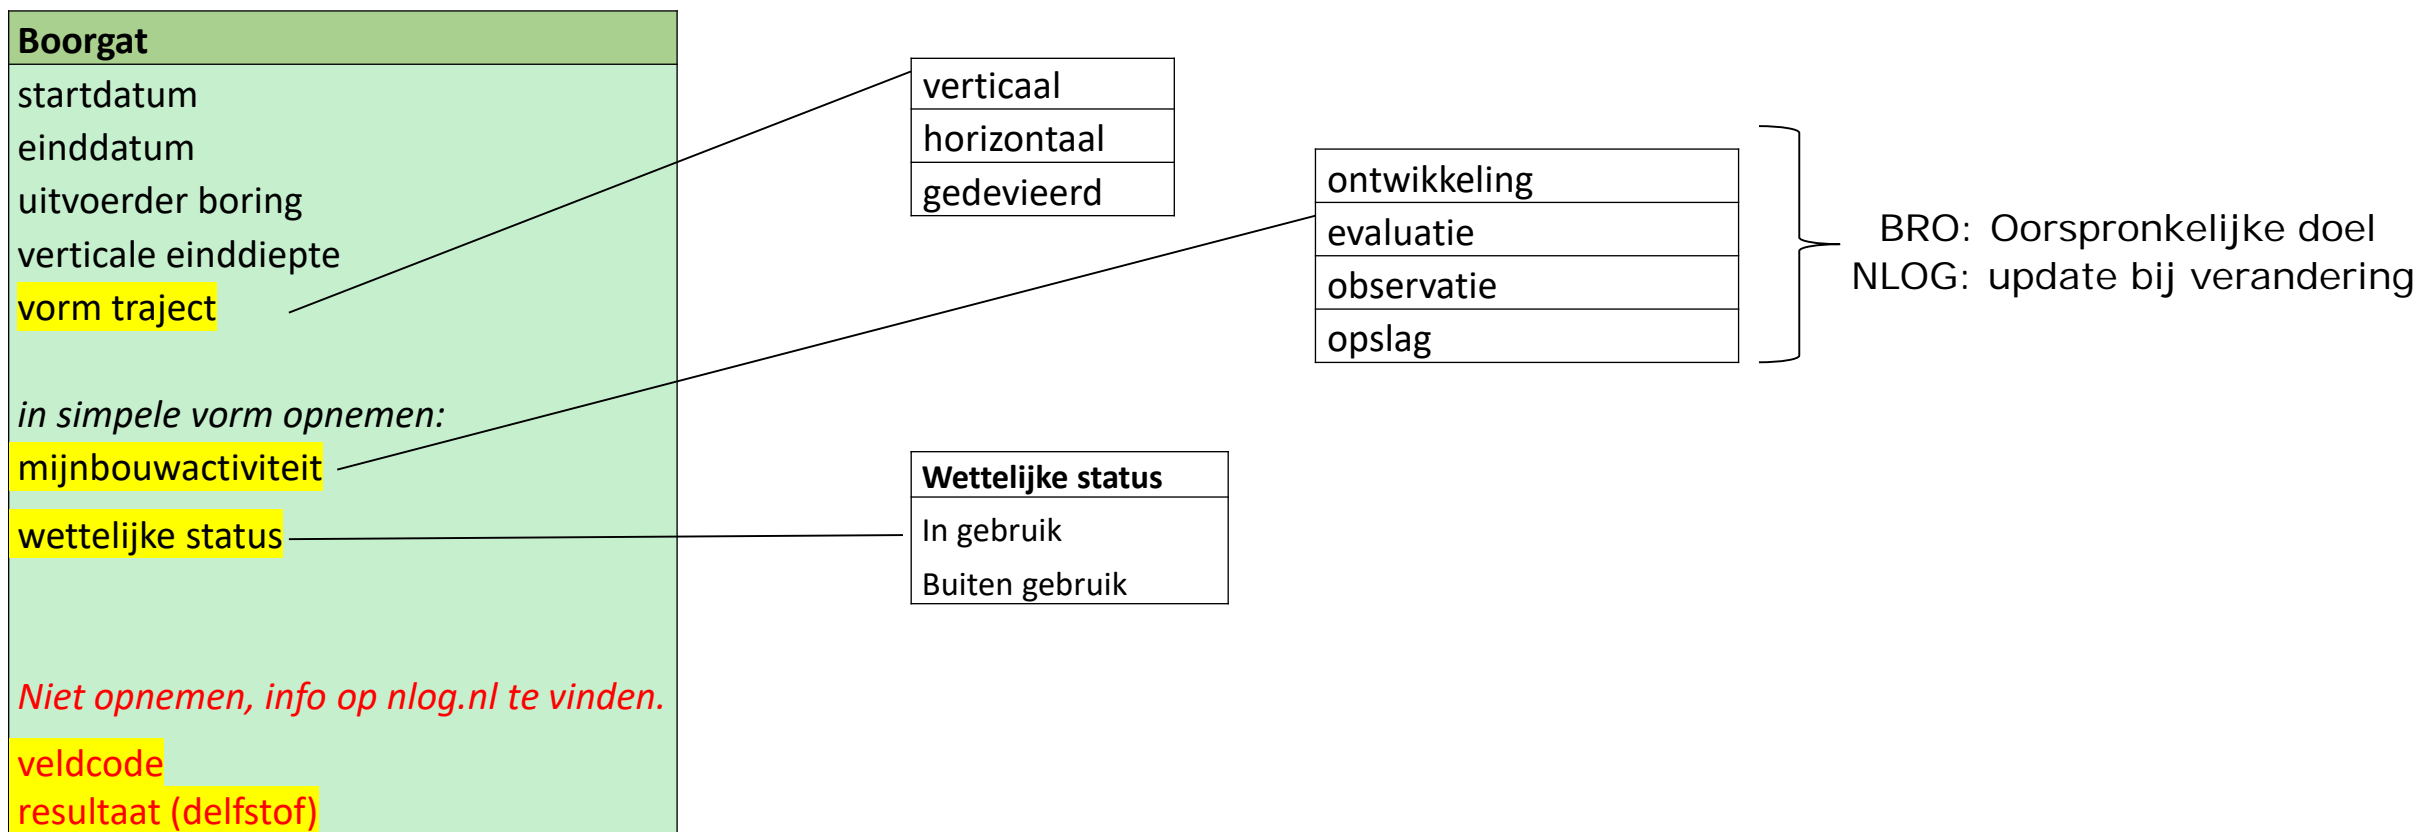 Boorgat
startdatum
einddatum
uitvoerder boring
verticale einddiepte
vorm traject
in simpele vorm opnemen:
mijnbouwactiviteit
wettelijke status
Niet opnemen, info op nlog.nl te vinden.
veldcode
resultaat (delfstof)
verticaal
horizontaal
gedevieerd
ontwikkeling
evaluatie
observatie
opslag
BRO: Oorspronkelijke doel
NLOG: update bij verandering
Wettelijke status
In gebruik
Buiten gebruik